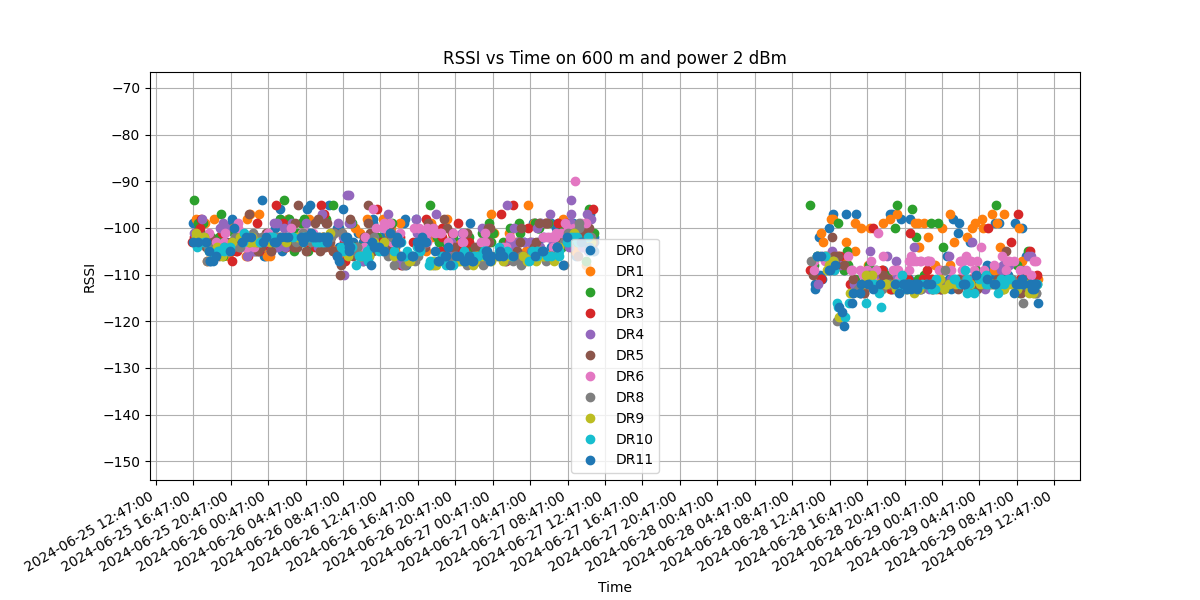 RSSI vs Time on 600 m and power 2 dBm
RSSI
−70
−80
−90
−100
−110
−120
−130
−140
−150
DR0
DR1
DR2
DR3
DR4
DR5
DR6
DR8
DR9
DR10
DR11
2024-06-25 12:47:00
2024-06-25 16:47:00
2024-06-25 20:47:00
2024-06-26 00:47:00
2024-06-26 04:47:00
2024-06-26 08:47:00
2024-06-26 12:47:00
2024-06-26 16:47:00
2024-06-26 20:47:00
2024-06-27 00:47:00
2024-06-27 04:47:00
2024-06-27 08:47:00
2024-06-27 12:47:00
2024-06-27 16:47:00
2024-06-27 20:47:00
2024-06-28 00:47:00
2024-06-28 04:47:00
2024-06-28 08:47:00
2024-06-28 12:47:00
2024-06-28 16:47:00
2024-06-28 20:47:00
2024-06-29 00:47:00
2024-06-29 04:47:00
2024-06-29 08:47:00
2024-06-29 12:47:00
Time